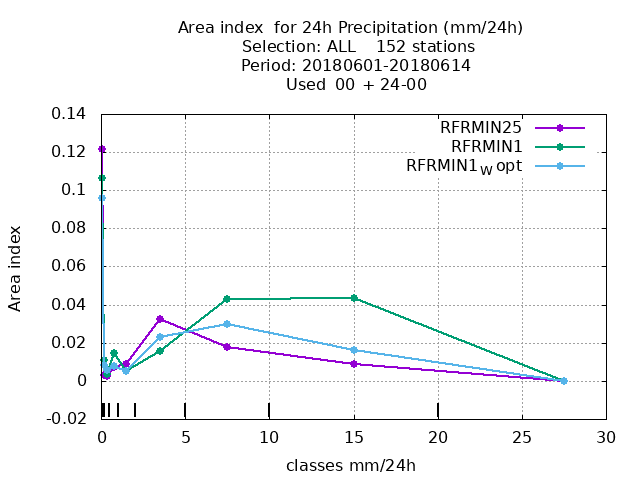 Area index  for 24h Precipitation (mm/24h)
Selection: ALL    152 stations
Period: 20180601-20180614
Used  00 + 24-00
RFRMIN25
RFRMIN1
RFRMIN1W opt
0.14
0.12
0.1
0.08
0.06
0.04
0.02
0
-0.02
Area index
0 5 10 15 20 25 30
classes mm/24h